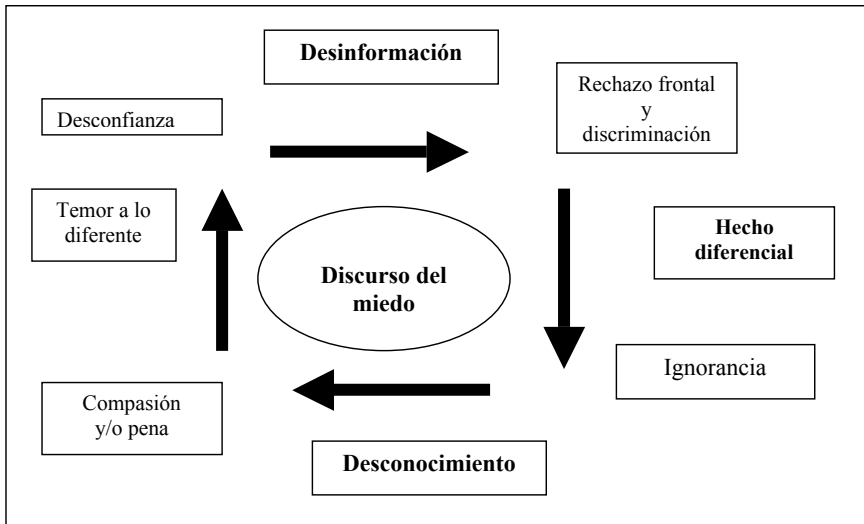 Desinformación
Rechazo frontal
y
discriminación
Desconfianza
Temor a lo
diferente
Hecho
diferencial
Discurso del
miedo
Ignorancia
Compasión
y/o pena
Desconocimiento